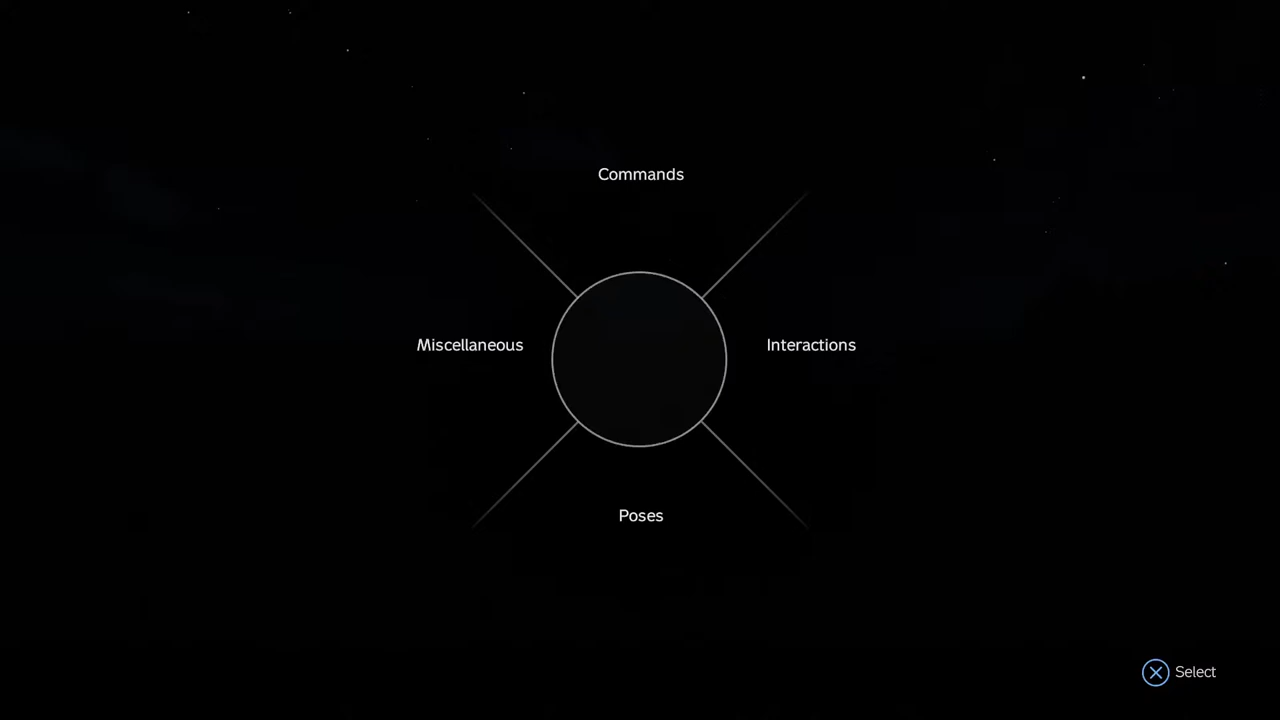 Commands
Miscellaneous
Interactions
Poses
Select